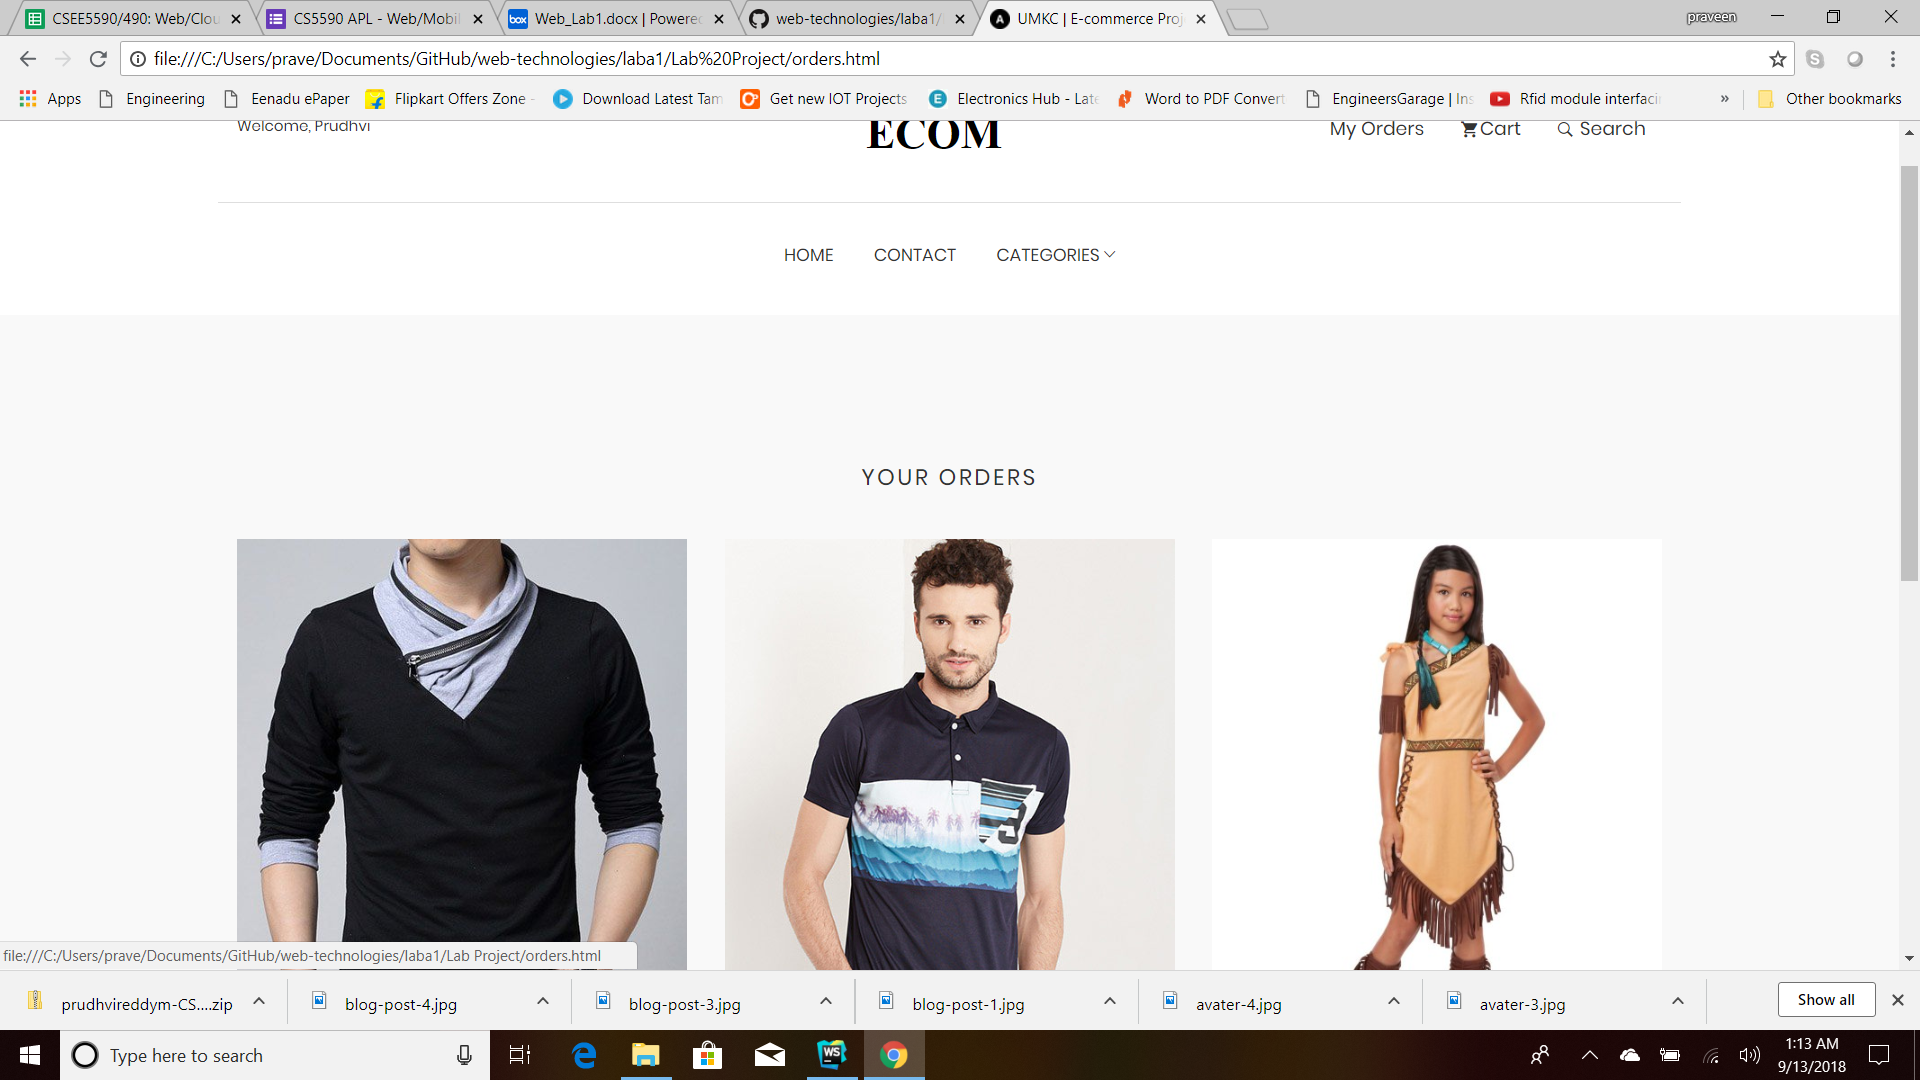 CSEE5590/490: Web/Clou
CS5590 APL - Web/Mobil
Web_Lab1.docx | Powere
web-technologies/laba1/
UMKC | E-commerce Proj
praveen
file:///C:/Users/prave/Documents/GitHub/web-technologies/laba1/Lab%20Project/orders.html
Apps
Engineering
Eenadu ePaper
Flipkart Offers Zone -
Download Latest Tam
Get new IOT Projects
Electronics Hub - Late
Word to PDF Convert
EngineersGarage | Ins
Rfid module interfaci
»
Other bookmarks
Welcome, Prudhvi
ECOM
My Orders
Cart
Search
HOME
CONTACT
CATEGORIES
YOUR ORDERS
3
file:///C:/Users/prave/Documents/GitHub/web-technologies/laba1/Lab Project/orders.html
prudhvireddym-CS....zip
blog-post-4.jpg
blog-post-3.jpg
blog-post-1.jpg
avater-4.jpg
avater-3.jpg
Show all
Type here to search
WS
1:13 AM
9/13/2018